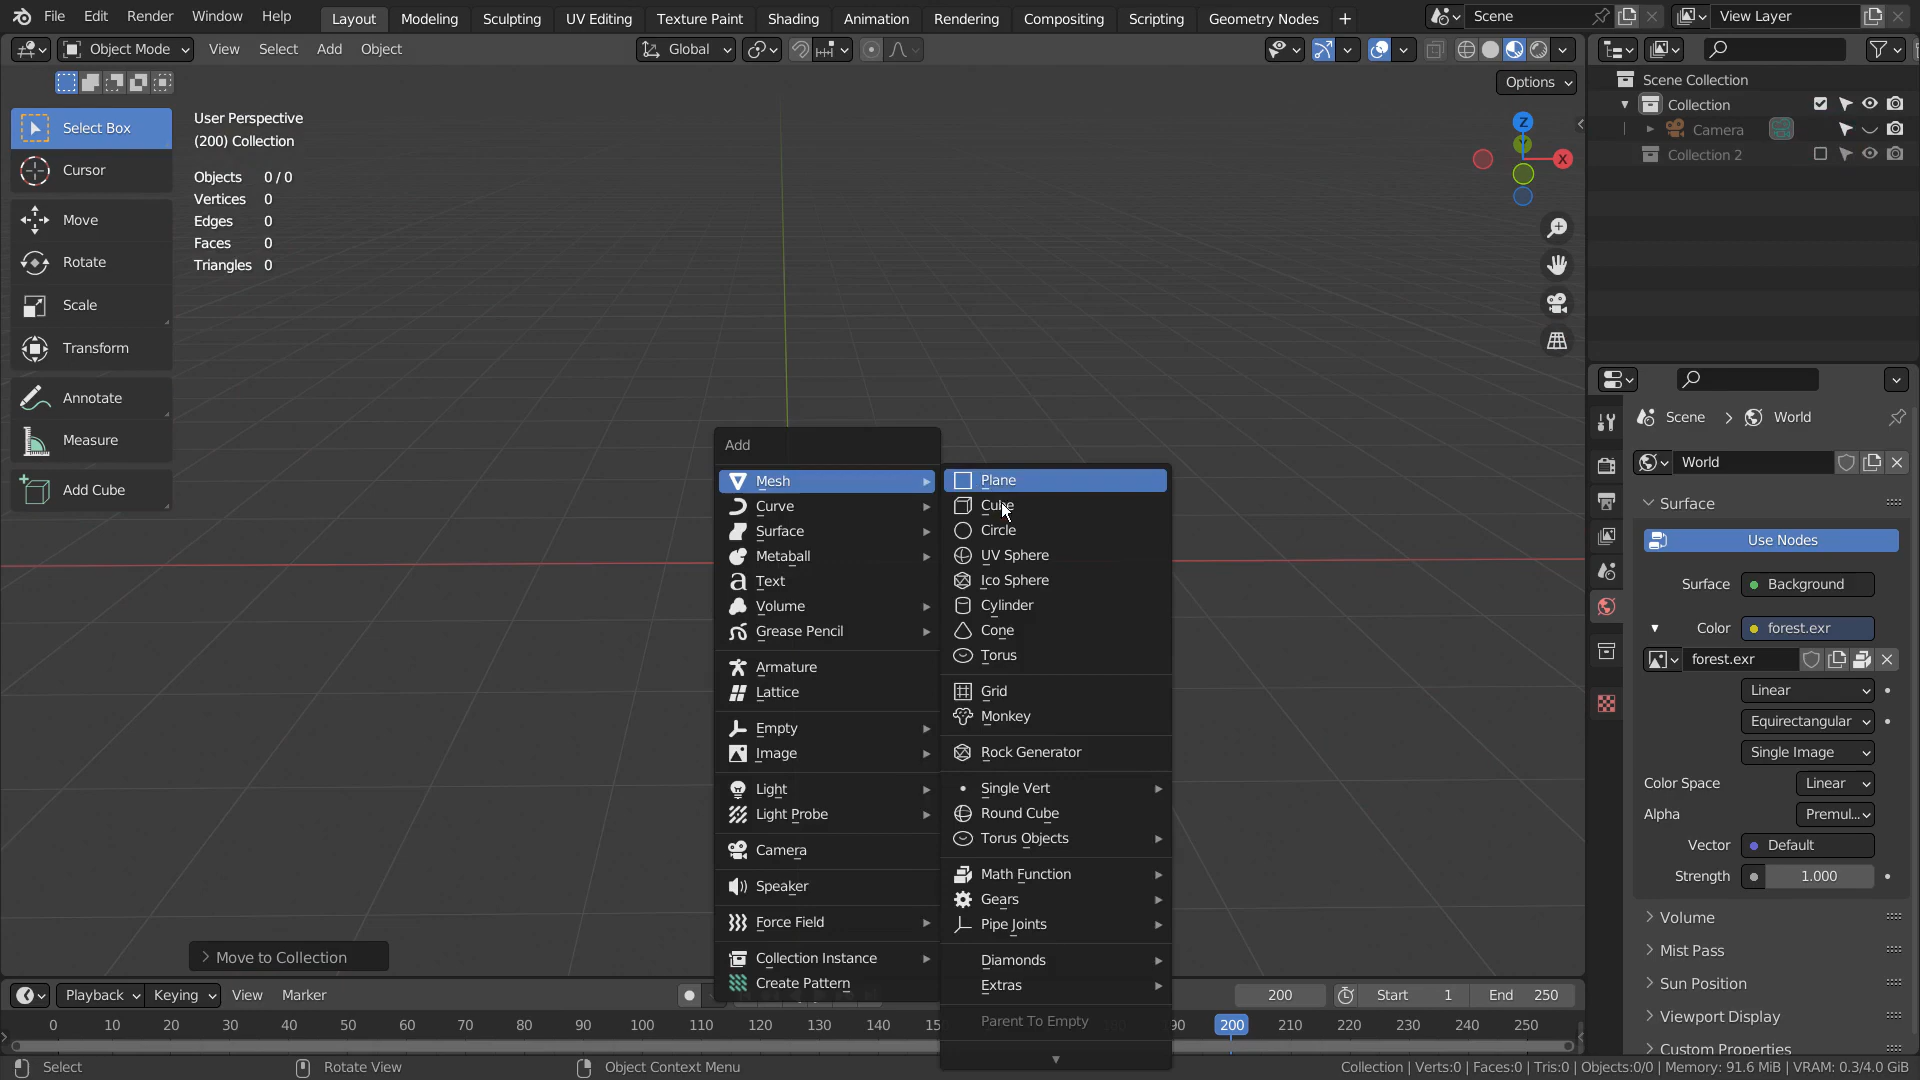 File Edit Render Window Help Layout Modeling Sculpting UV Editing Texture Paint Shading Animation Rendering Compositing Scripting Geometry Nodes + Scene View Layer
Object Mode View Select Add Object Global
Options
Select Box
Cursor
Move
Rotate
Scale
Transform
Annotate
Measure
Add Cube
User Perspective
(200) Collection
Objects 0 / 0
Vertices 0
Edges 0
Faces 0
Triangles 0
Z
Y
X
Add
Mesh
Curve
Surface
Metaball
Text
Volume
Grease Pencil
Armature
Lattice
Empty
Image
Light
Light Probe
Camera
Speaker
Force Field
Collection Instance
Create Pattern
Plane
Cube
Circle
UV Sphere
Ico Sphere
Cylinder
Cone
Torus
Grid
Monkey
Rock Generator
Single Vert
Round Cube
Torus Objects
Math Function
Gears
Pipe Joints
Diamonds
Extras
Parent To Empty
Move to Collection
Scene Collection
Collection
Camera
Collection 2
Scene World
World
Surface
Use Nodes
Surface Background
Color forest.exr
forest.exr
Linear
Equirectangular
Single Image
Color Space Linear
Alpha Premul...
Vector Default
Strength 1.000
Volume
Mist Pass
Sun Position
Viewport Display
Custom Properties
Playback Keying View Marker 200 Start 1 End 250
0 10 20 30 40 50 60 70 80 90 100 110 120 130 140 200 210 220 230 240 250
Select Rotate View Object Context Menu Collection | Verts:0 | Faces:0 | Tris:0 | Objects:0/0 | Memory: 91.6 MiB | VRAM: 0.3/4.0 GiB